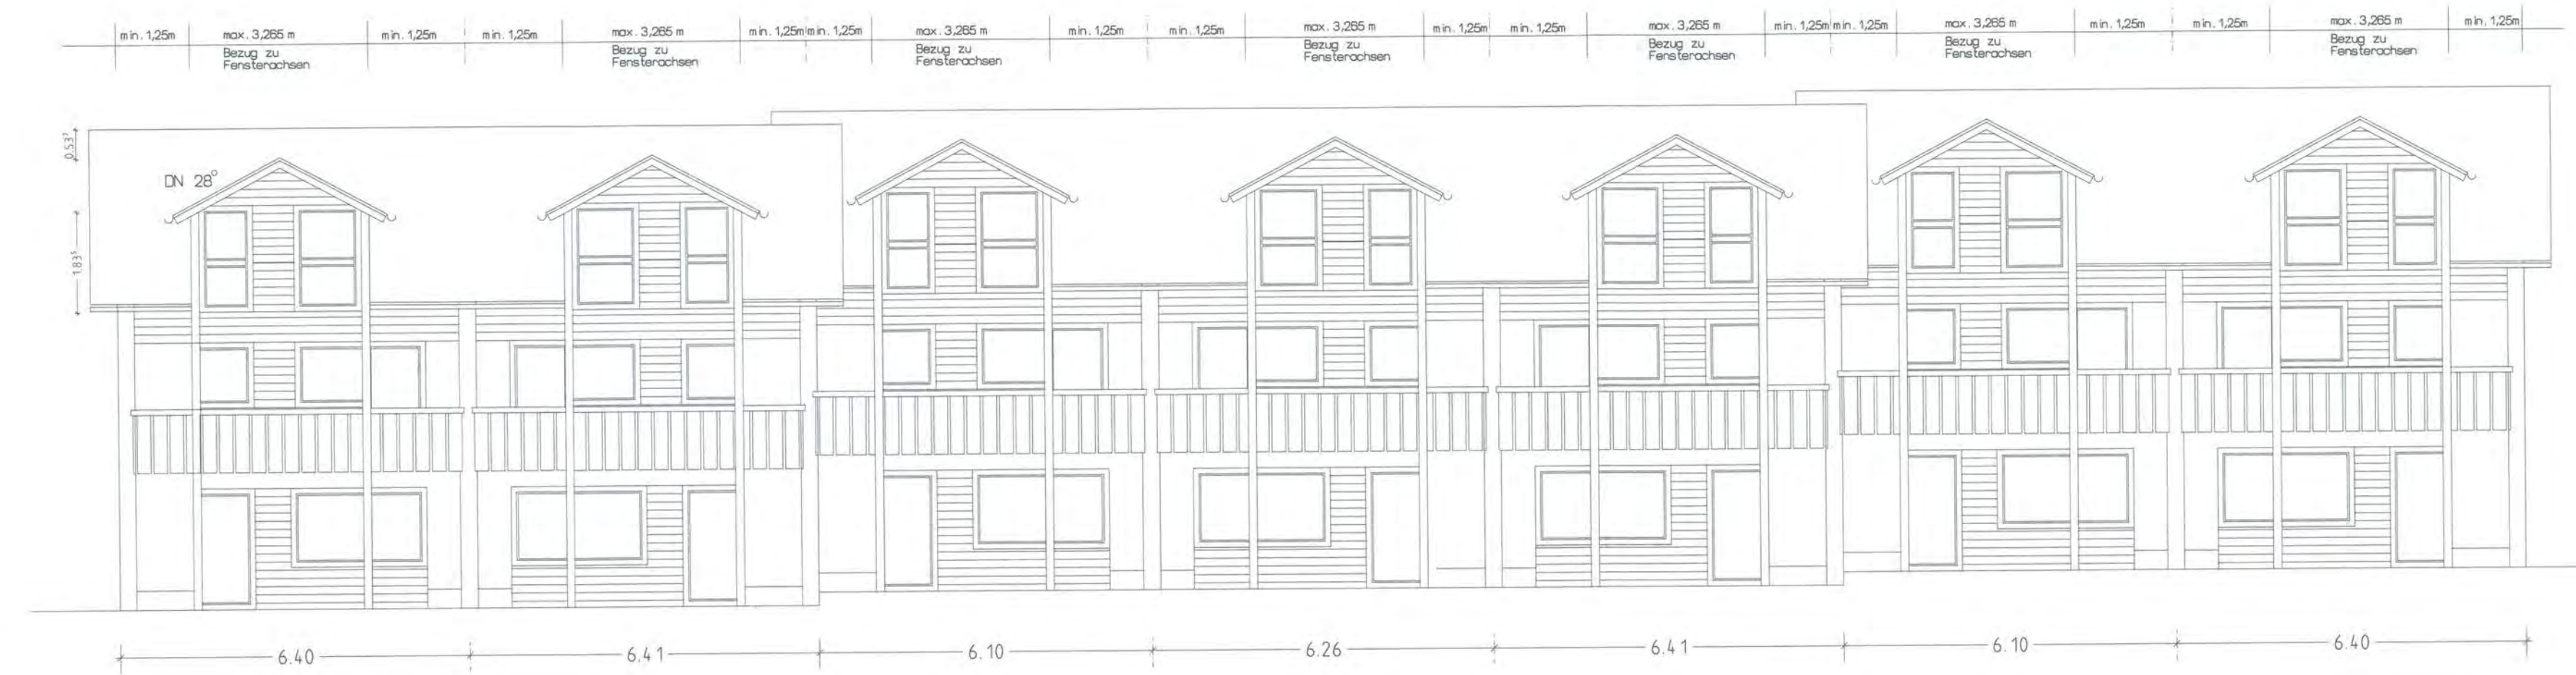 min. 1,25m max. 3,265 m min. 1,25m min. 1,25m max. 3,265 m min. 1,25m min. 1,25m max. 3,265 m min. 1,25m min. 1,25m max. 3,265 m min. 1,25m min. 1,25m max. 3,265 m min. 1,25m min. 1,25m max. 3,265 m min. 1,25m min. 1,25m max. 3,265 m min. 1,25m
Bezug zu Bezug zu Bezug zu Bezug zu Bezug zu Bezug zu Bezug zu
Fensterachsen Fensterachsen Fensterachsen Fensterachsen Fensterachsen Fensterachsen Fensterachsen
0.53⁷
DN 28°
1.83⁵
6.40 6.41 6.10 6.26 6.41 6.10 6.40